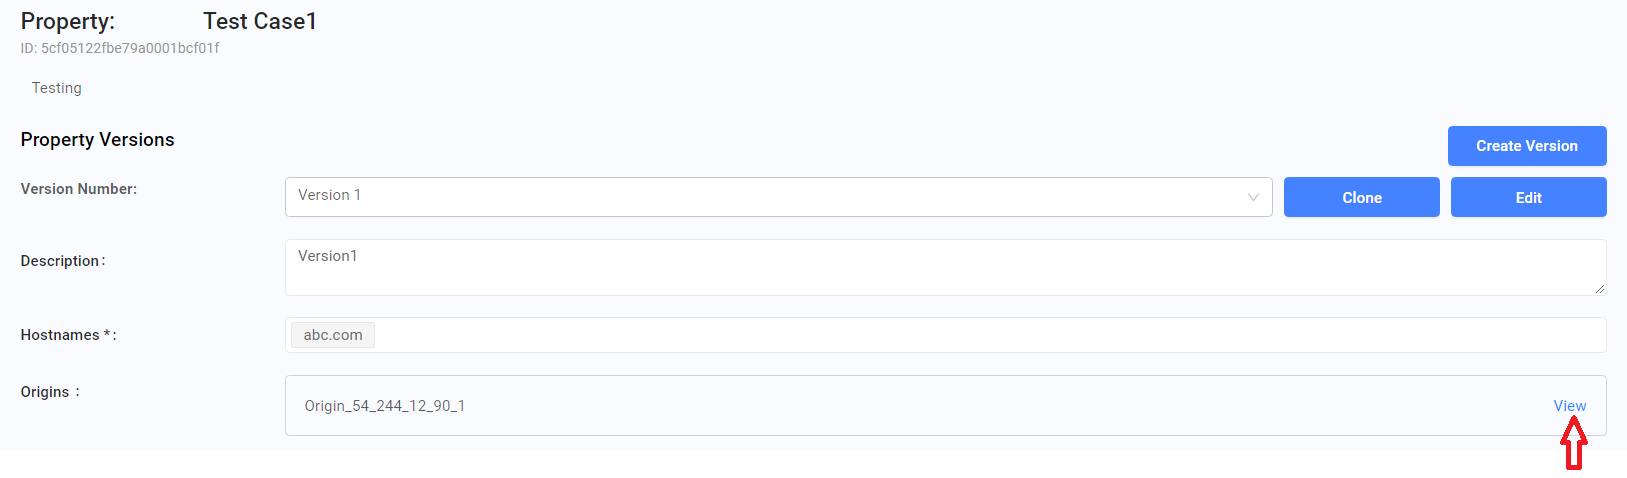 Property: Test Case1
ID: 5cf05122fbe79a0001bcf01f
Testing
Property Versions
Create Version
Version Number:
Version 1
Clone
Edit
Description:
Version1
Hostnames *:
abc.com
Origins :
Origin_54_244_12_90_1
View